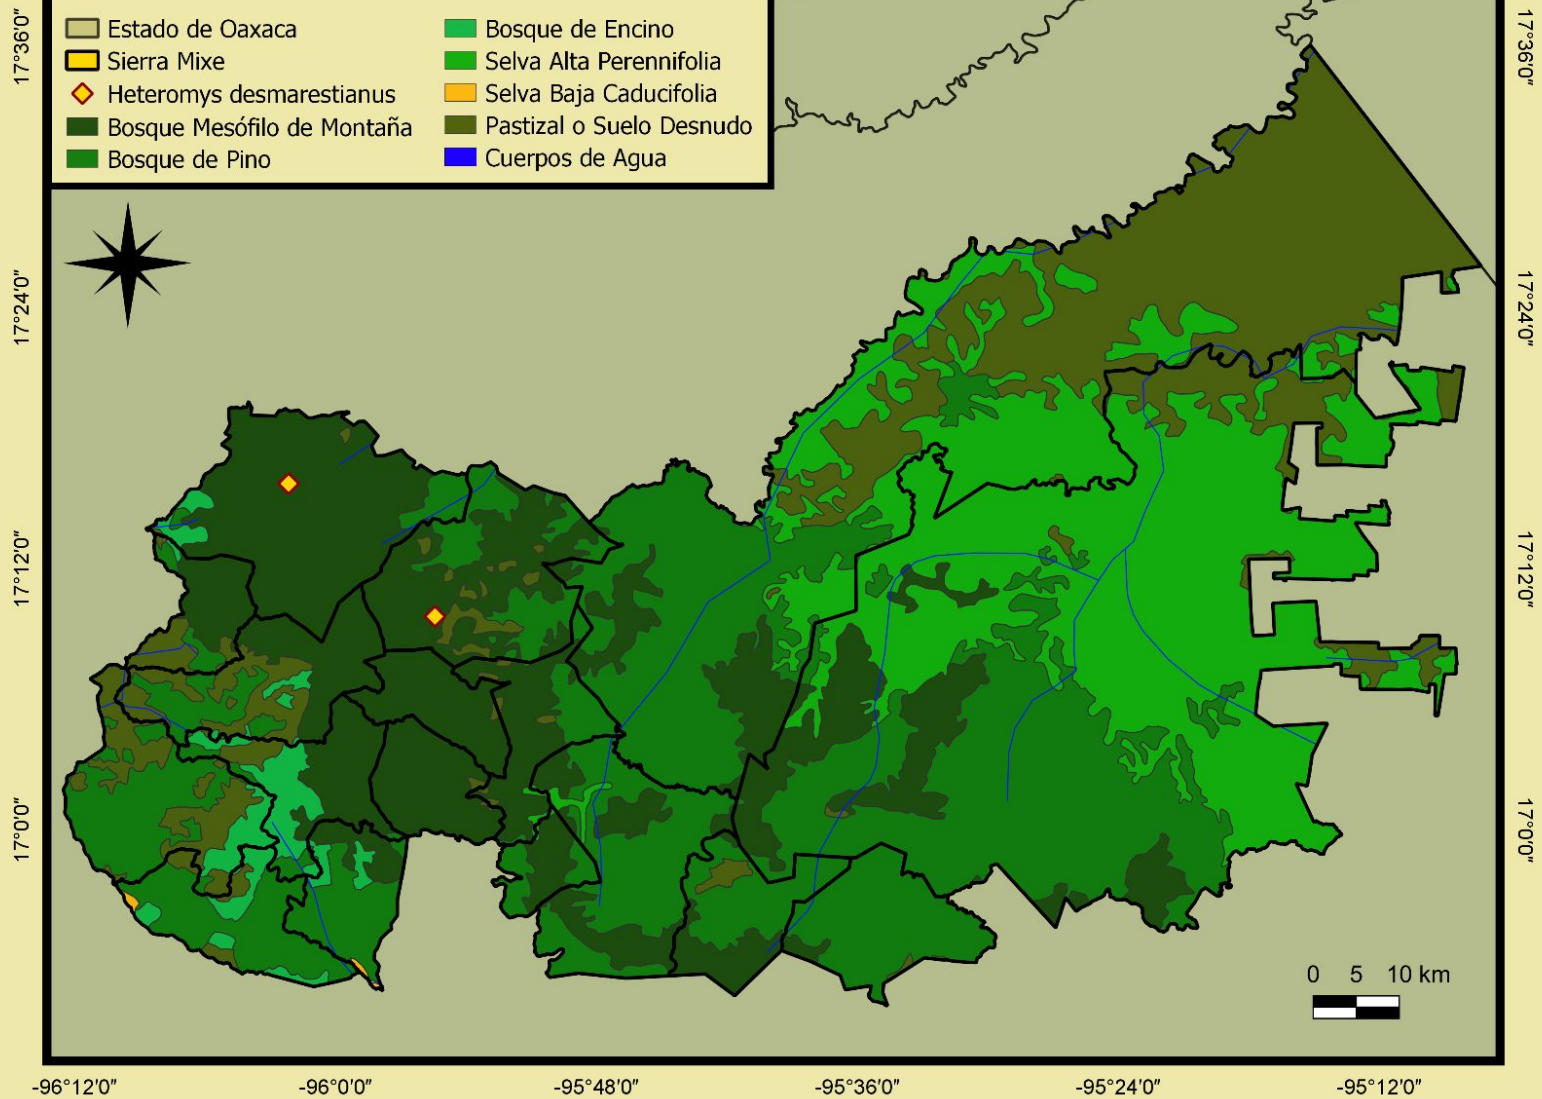 Estado de Oaxaca
Sierra Mixe
Heteromys desmarestianus
Bosque Mesófilo de Montaña
Bosque de Pino
Bosque de Encino
Selva Alta Perennifolia
Selva Baja Caducifolia
Pastizal o Suelo Desnudo
Cuerpos de Agua
17°36'0"
17°24'0"
17°12'0"
17°0'0"
17°36'0"
17°24'0"
17°12'0"
17°0'0"
0 5 10 km
-96°12'0" -96°0'0" -95°48'0" -95°36'0" -95°24'0" -95°12'0"